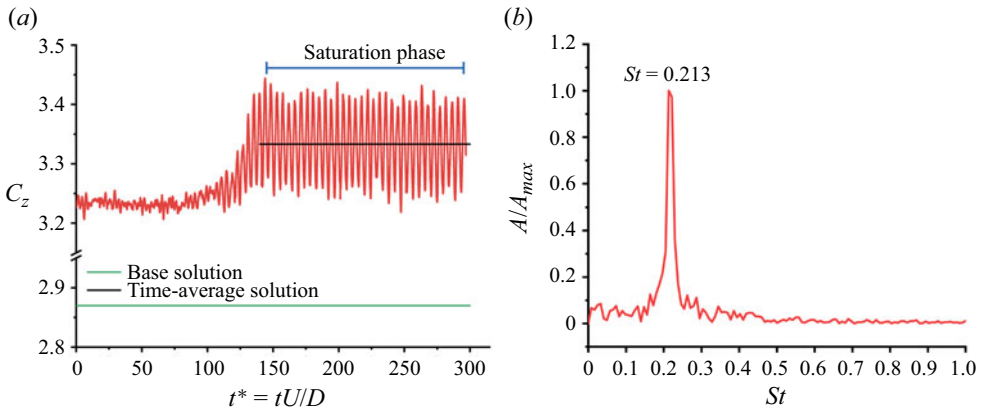 (a)
3.5
Saturation phase
3.4
3.3
C_z
3.2
Base solution
2.9
Time-average solution
2.8
0 50 100 150 200 250 300
t* = tU/D
(b)
1.2
St = 0.213
1.0
0.8
A/A_max
0.6
0.4
0.2
0
0 0.1 0.2 0.3 0.4 0.5 0.6 0.7 0.8 0.9 1.0
St